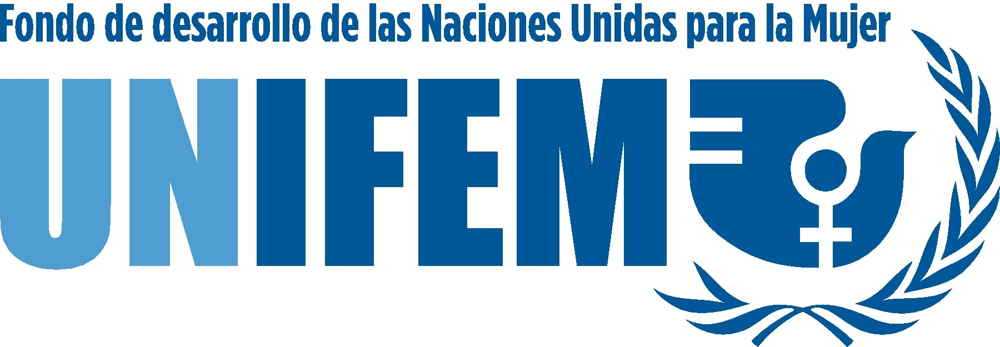 Fondo de desarrollo de las Naciones Unidas para la Mujer
UNIFEM